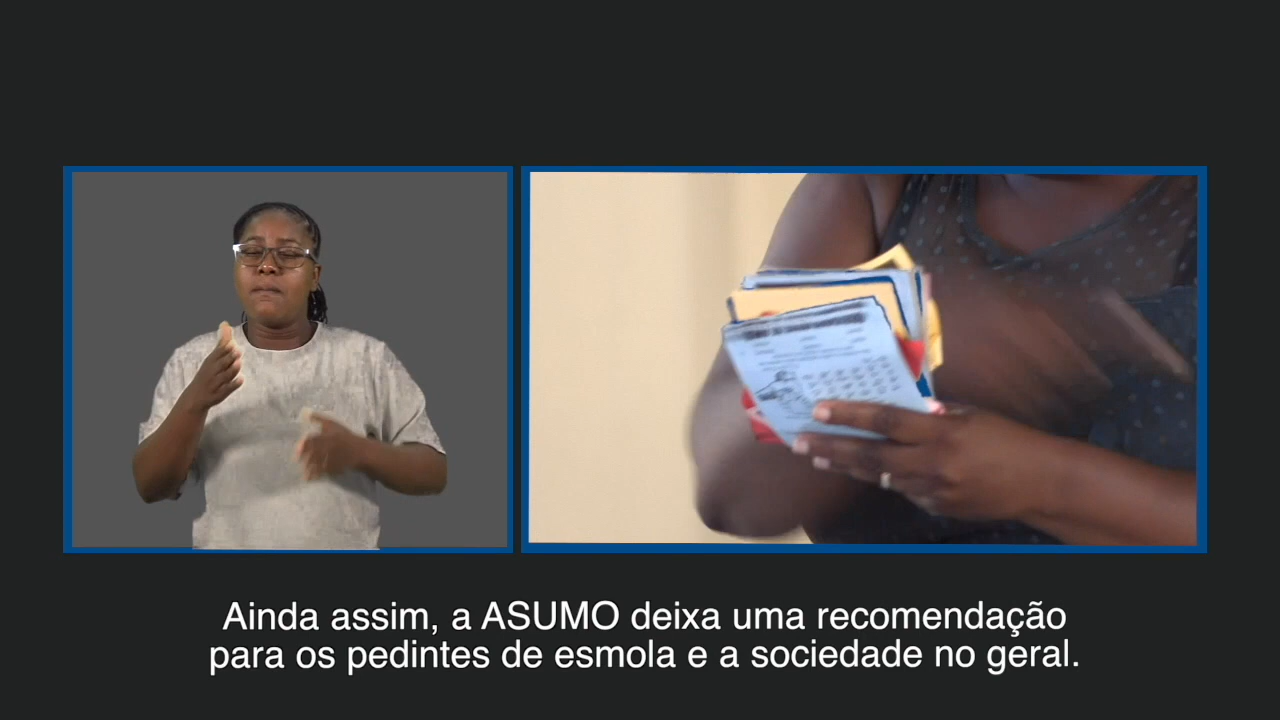 Ainda assim, a ASUMO deixa uma recomendação
para os pedintes de esmola e a sociedade no geral.